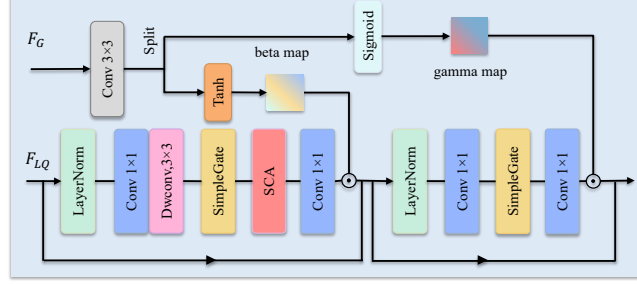 F_G
Conv 3×3
Split
beta map
Sigmoid
gamma map
Tanh
F_LQ
LayerNorm
Conv 1×1
Dwconv,3×3
SimpleGate
SCA
Conv 1×1
LayerNorm
Conv 1×1
SimpleGate
Conv 1×1